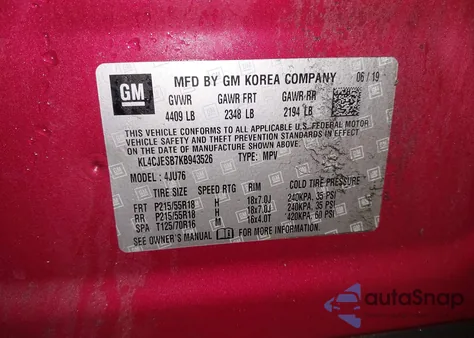 GM
MFD BY GM KOREA COMPANY 06 / 19
GVWR GAWR FRT GAWR RR
4409 LB 2348 LB 2194 LB
THIS VEHICLE CONFORMS TO ALL APPLICABLE U.S. FEDERAL MOTOR
VEHICLE SAFETY AND THEFT PREVENTION STANDARDS IN EFFECT ON THE DATE OF MANUFACTURE SHOWN ABOVE.
KL4CJESB7KB943526 TYPE: MPV
MODEL: 4JU76
TIRE SIZE SPEED RTG RIM COLD TIRE PRESSURE
FRT P215/55R18 H 18x7.0J 240KPA, 35 PSI
RR P215/55R18 H 18x7.0J 240KPA, 35 PSI
SPA T125/70R16 M 16x4.0T 420KPA, 60 PSI
SEE OWNER'S MANUAL FOR MORE INFORMATION
autoSnap